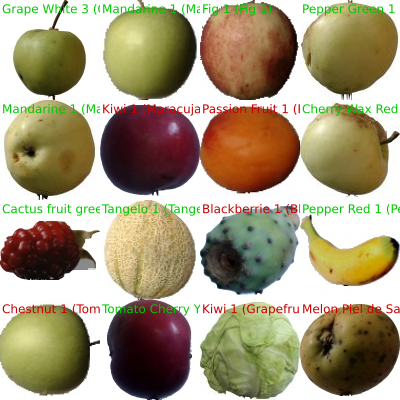 Grape White 3 (
Mandarine 1 (Ma
Fig 1 (Fig 1)
Pepper Green 1
Mandarine 1 (Ma
Kiwi 1 (Maracuja
Passion Fruit 1 (
Cherry Wax Red
Cactus fruit gree
Tangelo 1 (Tange
Blackberrie 1 (Bl
Pepper Red 1 (Pe
Chestnut 1 (Tom
Tomato Cherry Y
Kiwi 1 (Grapefru
Melon Piel de Sa